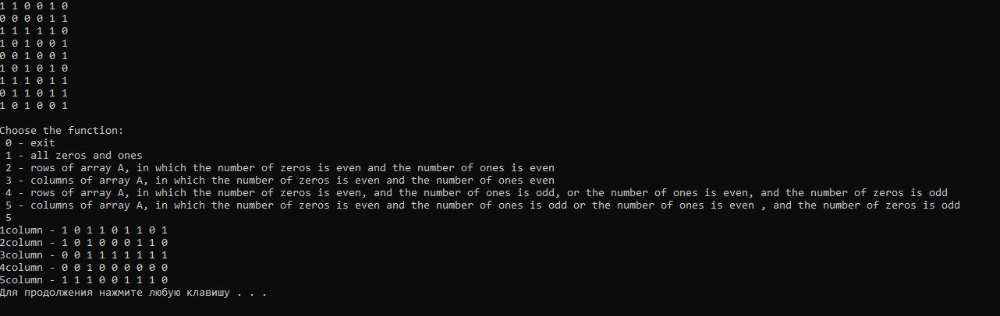 1 1 0 0 1 0
0 0 0 0 1 1
1 1 1 1 1 0
1 0 1 0 0 1
0 0 1 0 0 1
1 0 1 0 1 0
1 1 1 0 1 1
0 1 1 0 1 1
1 0 1 0 0 1
Choose the function:
0 - exit
1 - all zeros and ones
2 - rows of array A, in which the number of zeros is even and the number of ones is even
3 - columns of array A, in which the number of zeros is even and the number of ones even
4 - rows of array A, in which the number of zeros is even, and the number of ones is odd, or the number of ones is even, and the number of zeros is odd
5 - columns of array A, in which the number of zeros is even and the number of ones is odd or the number of ones is even , and the number of zeros is odd
5
1column - 1 0 1 1 0 1 1 0 1
2column - 1 0 1 0 0 0 1 1 0
3column - 0 0 1 1 1 1 1 1 1
4column - 0 0 1 0 0 0 0 0 0
5column - 1 1 1 0 0 1 1 1 0
Для продолжения нажмите любую клавишу . . .